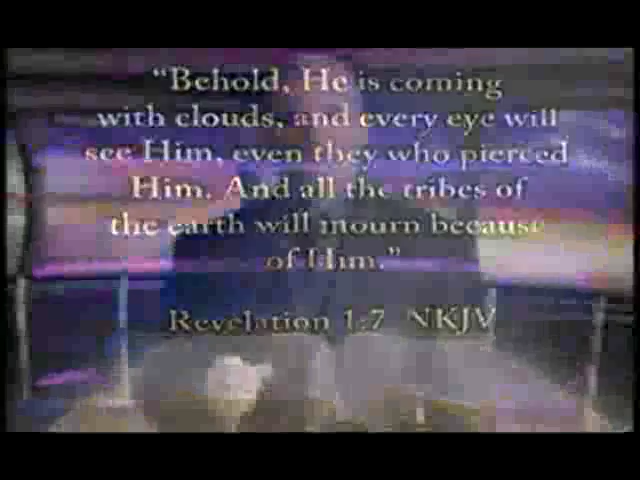 “Behold, He is coming
with clouds, and every eye will
see Him, even they who pierced
Him. And all the tribes of
the earth will mourn because
of Him.”
Revelation 1:7 NKJV